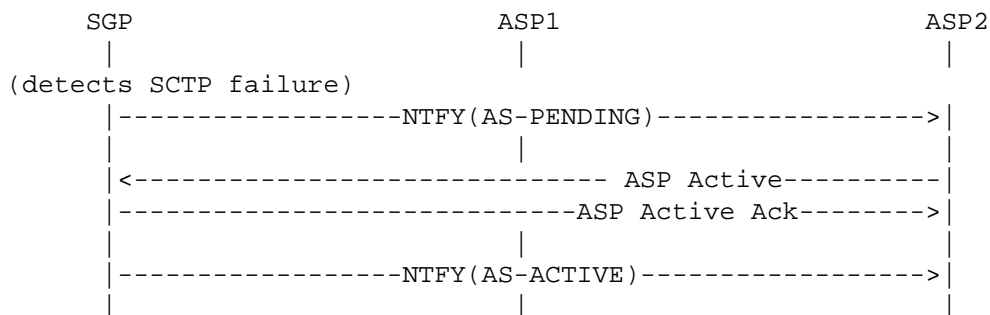 SGP ASP1 ASP2
(detects SCTP failure)
NTFY(AS-PENDING)
ASP Active
ASP Active Ack
NTFY(AS-ACTIVE)